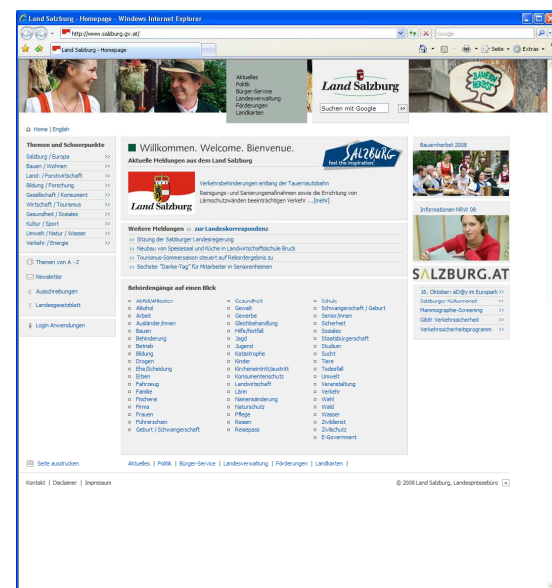 Land Salzburg - Homepage - Windows Internet Explorer
http://www.salzburg.gv.at/
Google
Land Salzburg - Homepage
Seite
Extras
Aktuelles
Politik
Bürger-Service
Landesverwaltung
Förderungen
Landkarten
Land Salzburg
Suchen mit Google >>
BAUERN HERBST
Home | English
Themen und Schwerpunkte
Salzburg / Europa >>
Bauen / Wohnen >>
Land- / Forstwirtschaft >>
Bildung / Forschung >>
Gesellschaft / Konsument >>
Wirtschaft / Tourismus >>
Gesundheit / Soziales >>
Kultur / Sport >>
Umwelt / Natur / Wasser >>
Verkehr / Energie >>
Themen von A - Z
Newsletter
Ausschreibungen
Landesgesetzblatt
Login Anwendungen
Willkommen. Welcome. Bienvenue.
Aktuelle Meldungen aus dem Land Salzburg
SALZBURG
feel the inspiration!
Land Salzburg
Verkehrsbehinderungen entlang der Tauernautobahn
Reinigungs- und Sanierungsmaßnahmen sowie die Errichtung von
Lärmschutzwänden beeinträchtigen Verkehr ...[mehr]
Weitere Meldungen >> zur Landeskorrespondenz
>> Sitzung der Salzburger Landesregierung
>> Neubau von Speisesaal und Küche in Landwirtschaftsschule Bruck
>> Tourismus-Sommersaison steuert auf Rekordergebnis zu
>> Sechster "Danke-Tag" für Mitarbeiter in Seniorenheimen
Behördengänge auf einen Blick
Abfall/Altlasten
Alkohol
Arbeit
Ausländer/innen
Bauen
Behinderung
Betrieb
Bildung
Drogen
Ehe/Scheidung
Erben
Fahrzeug
Familie
Fischerei
Firma
Frauen
Führerschein
Geburt / Schwangerschaft
Gesundheit
Gewalt
Gewerbe
Gleichbehandlung
Hilfe/Notfall
Jagd
Jugend
Katastrophe
Kinder
Kircheneintritt/austritt
Konsumentenschutz
Landwirtschaft
Lärm
Namensänderung
Naturschutz
Pflege
Reisen
Reisepass
Schule
Schwangerschaft / Geburt
Senior/innen
Sicherheit
Soziales
Staatsbürgerschaft
Studium
Sucht
Tiere
Todesfall
Umwelt
Veranstaltung
Verkehr
Wahl
Wald
Wasser
Zivildienst
Zivilschutz
E-Government
Bauernherbst 2008
Informationen NRW 08
SALZBURG.AT
16. Oktober: eD@y im Europark >>
Salzburger Kulturmonat >>
Mammographie-Screening >>
Gib8! Verkehrssicherheit >>
Verkehrssicherheitsprogramm >>
Seite ausdrucken
Aktuelles | Politik | Bürger-Service | Landesverwaltung | Förderungen | Landkarten |
Kontakt | Disclaimer | Impressum
© 2008 Land Salzburg, Landespressebüro